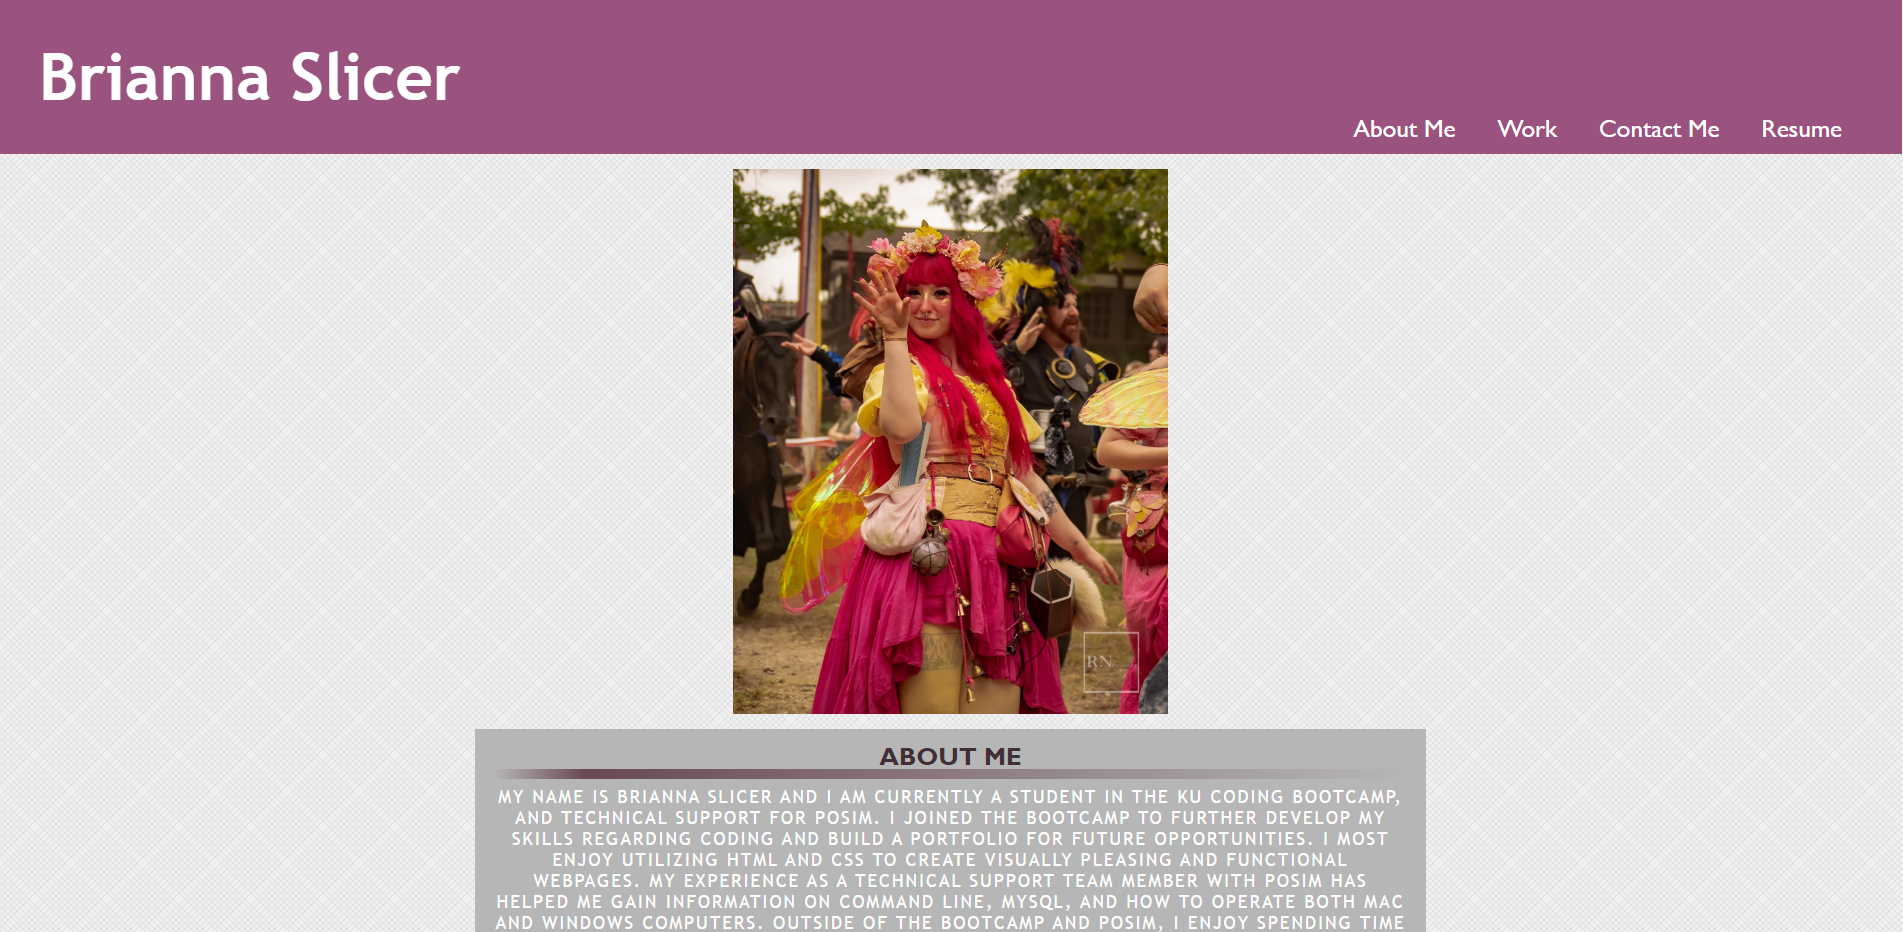 Brianna Slicer
About Me Work Contact Me Resume
RN
ABOUT ME
MY NAME IS BRIANNA SLICER AND I AM CURRENTLY A STUDENT IN THE KU CODING BOOTCAMP,
AND TECHNICAL SUPPORT FOR POSIM. I JOINED THE BOOTCAMP TO FURTHER DEVELOP MY
SKILLS REGARDING CODING AND BUILD A PORTFOLIO FOR FUTURE OPPORTUNITIES. I MOST
ENJOY UTILIZING HTML AND CSS TO CREATE VISUALLY PLEASING AND FUNCTIONAL
WEBPAGES. MY EXPERIENCE AS A TECHNICAL SUPPORT TEAM MEMBER WITH POSIM HAS
HELPED ME GAIN INFORMATION ON COMMAND LINE, MYSQL, AND HOW TO OPERATE BOTH MAC
AND WINDOWS COMPUTERS. OUTSIDE OF THE BOOTCAMP AND POSIM, I ENJOY SPENDING TIME